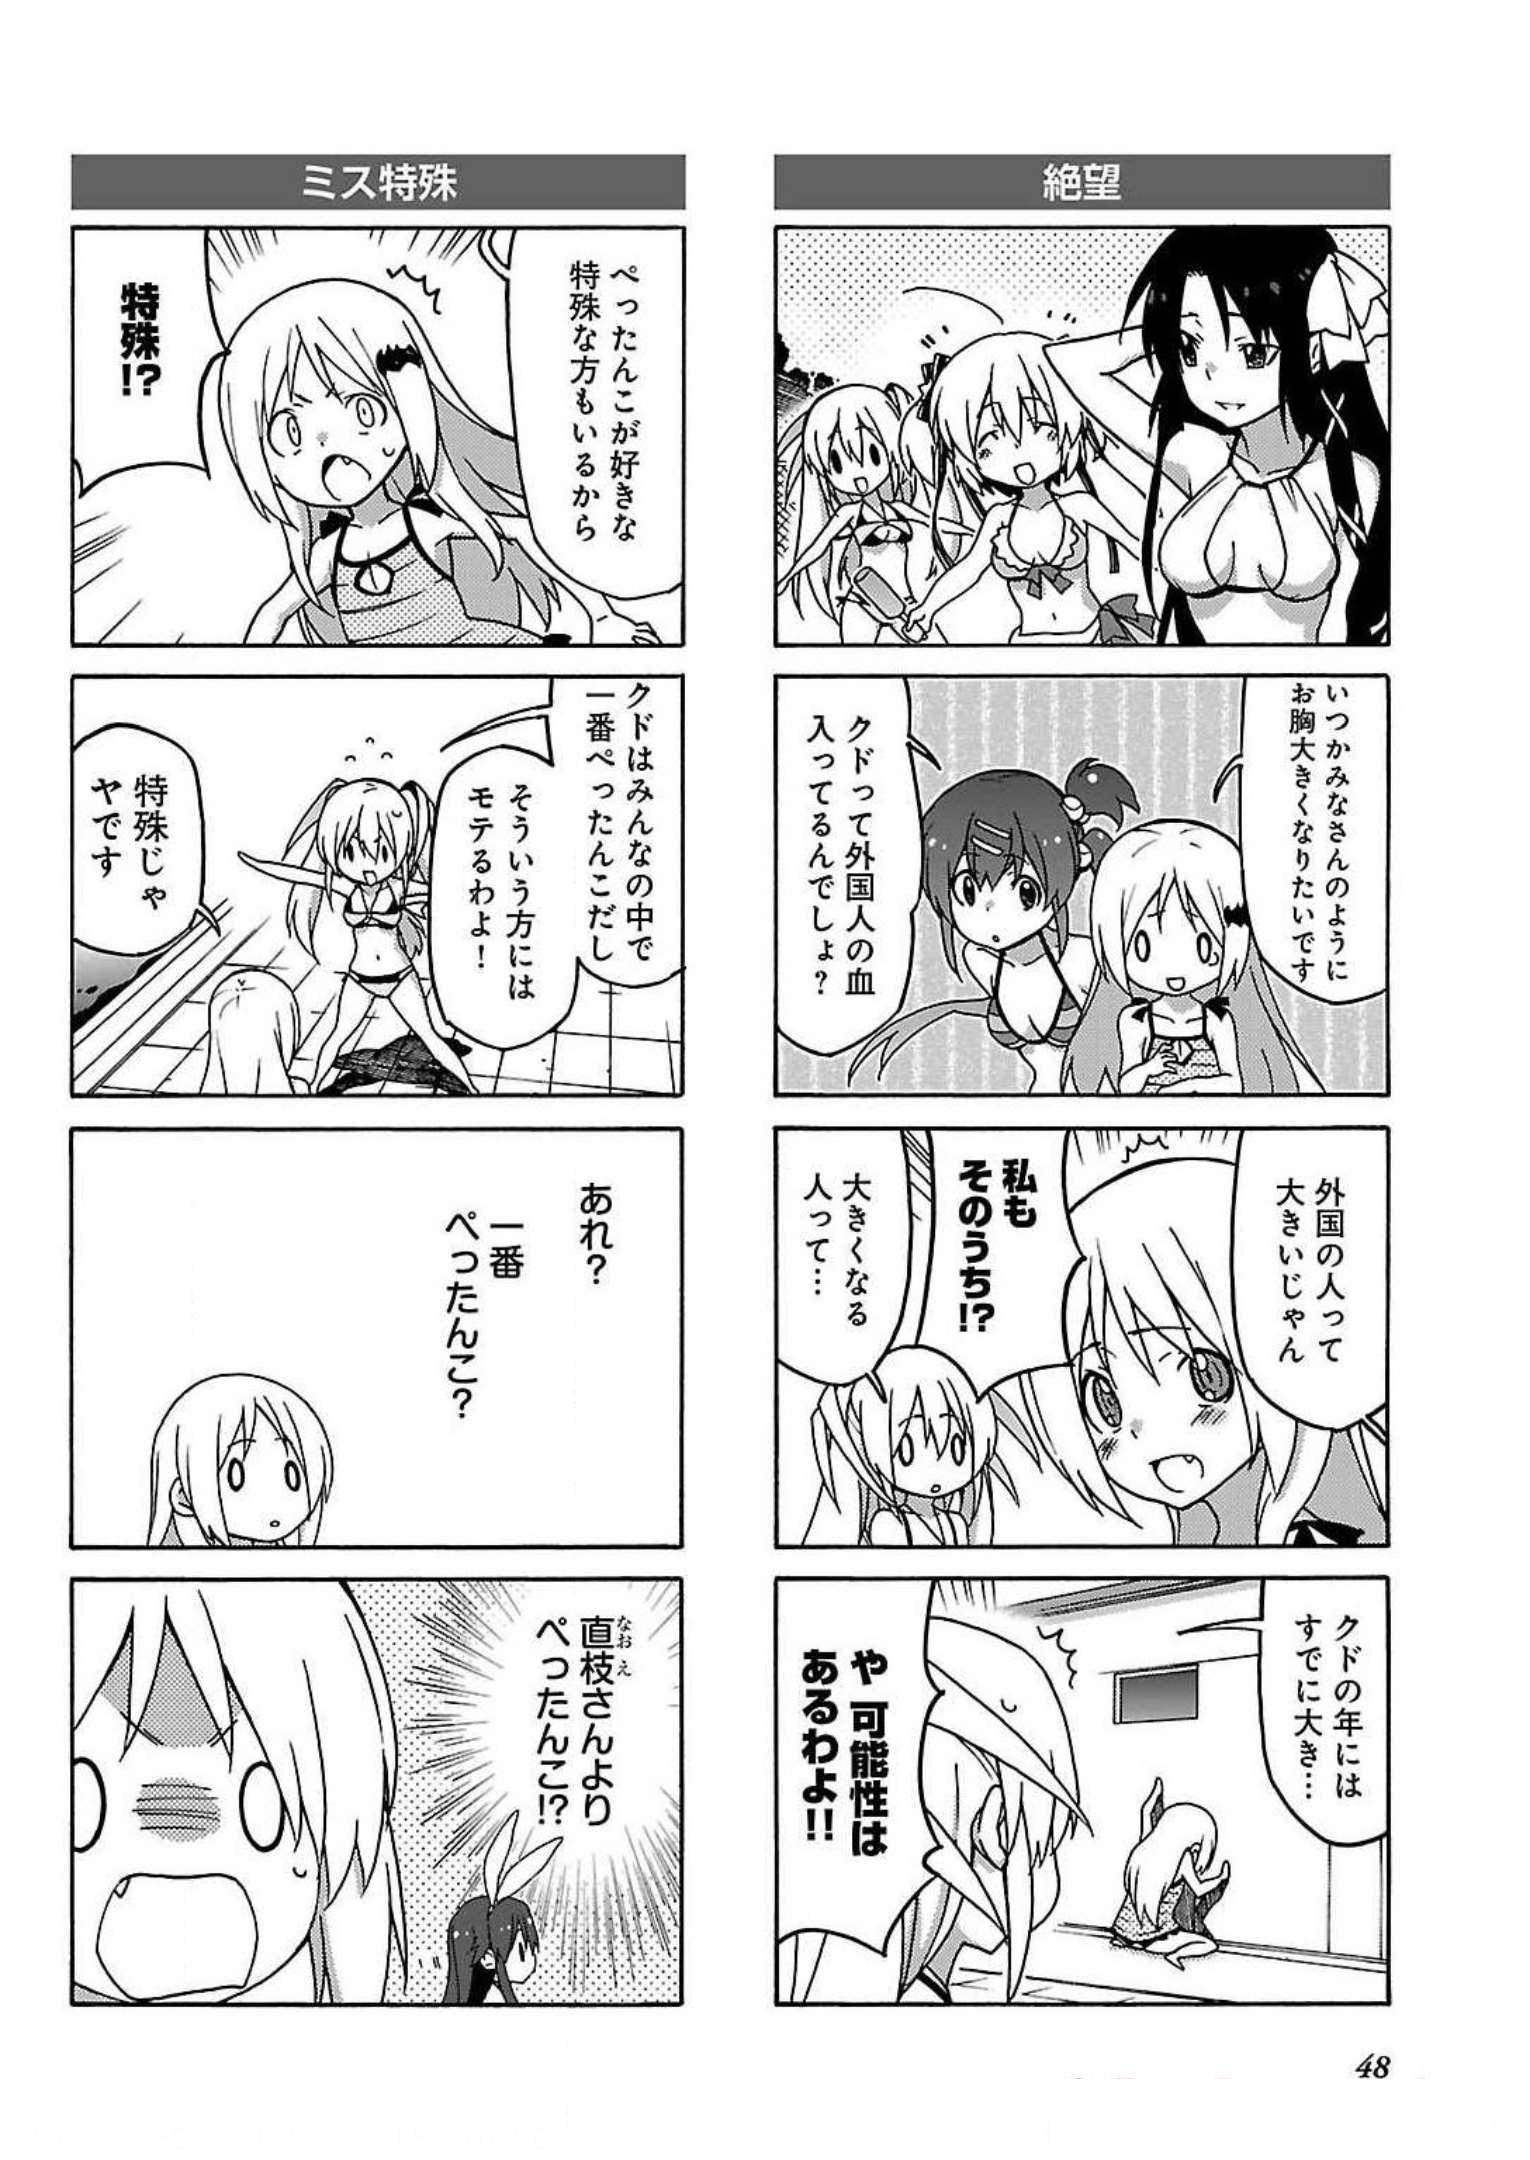 絶望
いつかみなさんのように
お胸大きくなりたいです
クドって外国人の血
入ってるんでしょ?
外国の人って
大きいじゃん
私も
そのうち!?
大きくなる
人って…
クドの年には
すでに大き…
や 可能性は
あるわよ!!
ミス特殊
ぺったんこが好きな
特殊な方もいるから
特殊!?
クドはみんなの中で
一番ぺったんこだし
そういう方には
モテるわよ!
特殊じゃ
ヤです
あれ?
一番
ぺったんこ?
直枝さんより
なおえ
ぺったんこ!?
48